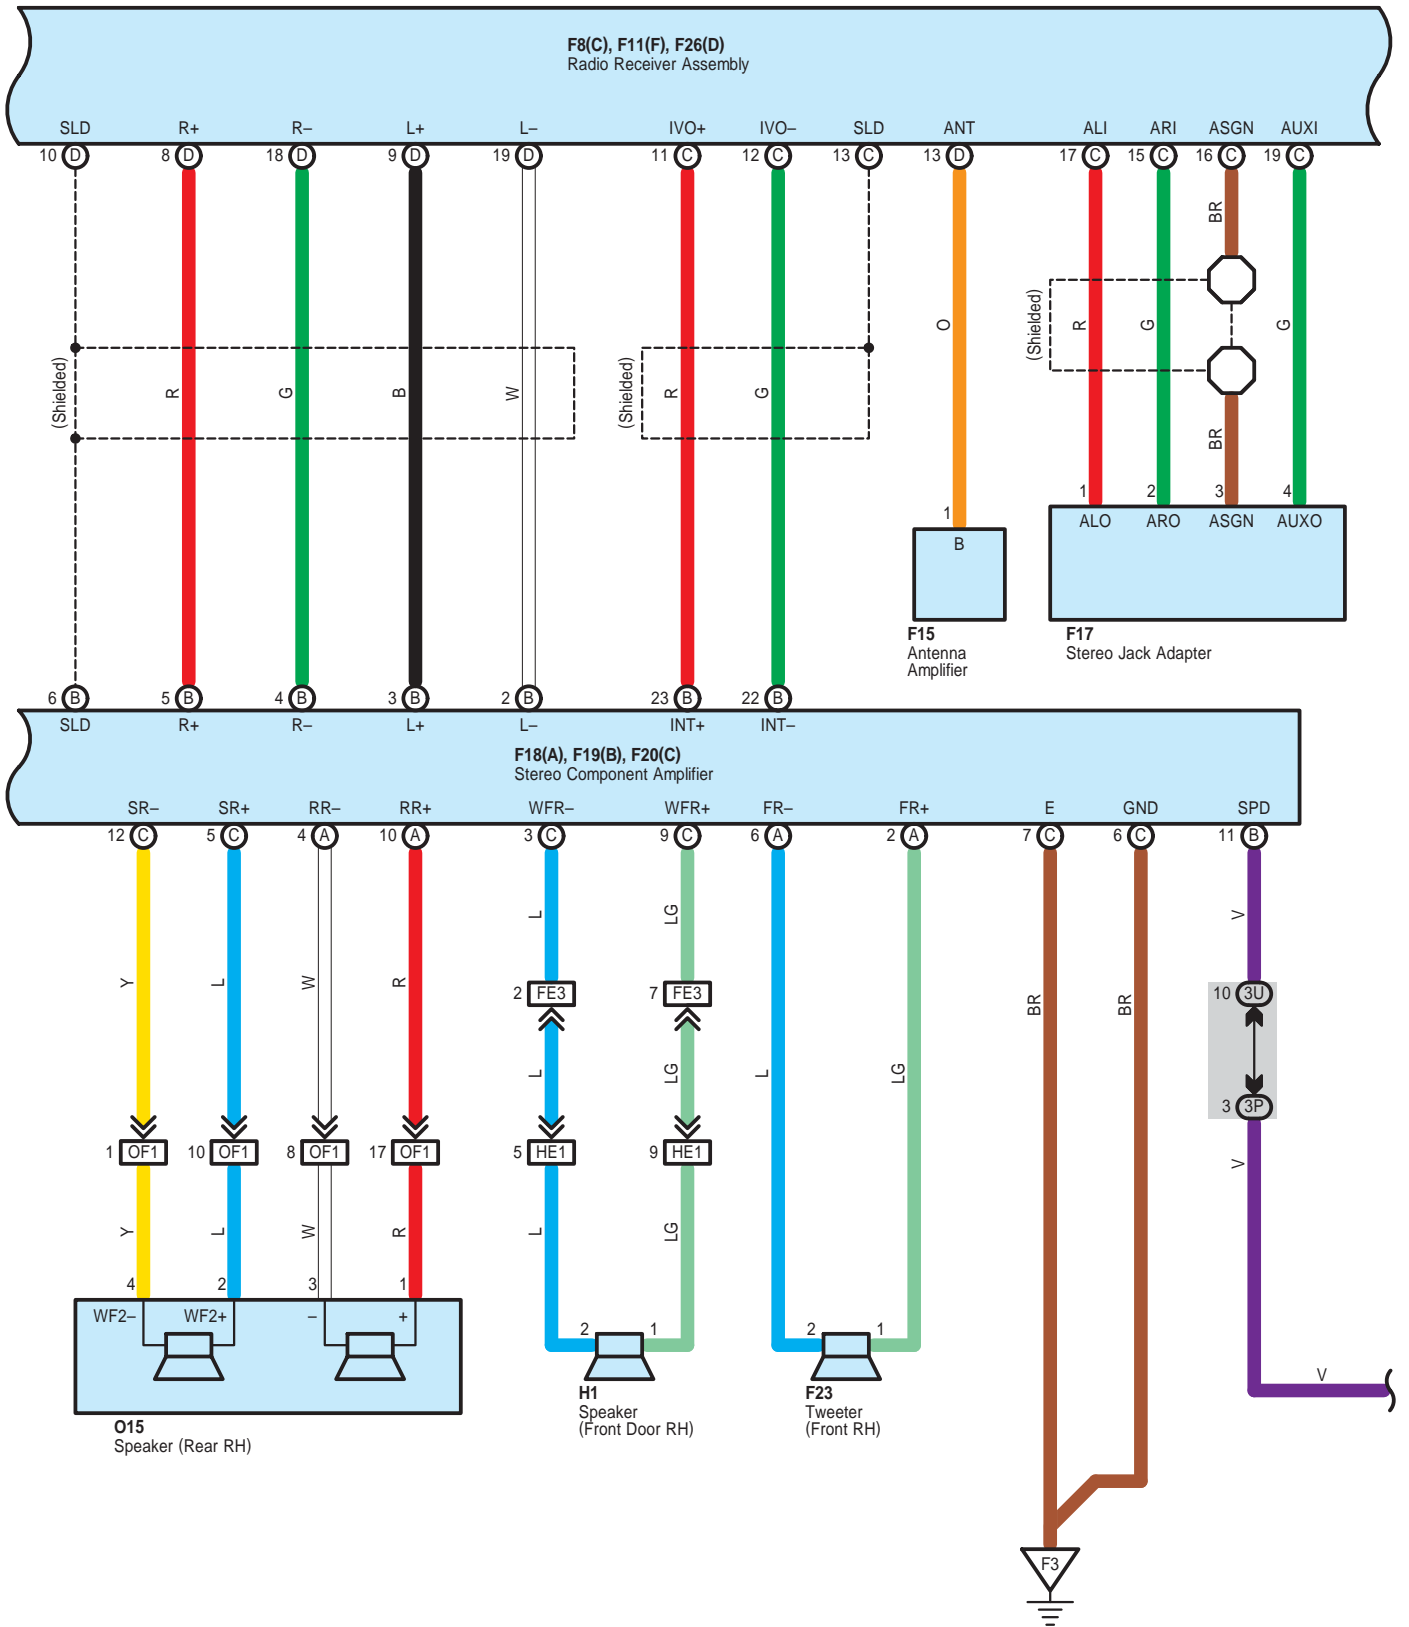 F8(C), F11(F), F26(D)
Radio Receiver Assembly
SLD R+ R– L+ L– IVO+ IVO– SLD ANT ALI ARI ASGN AUXI
10 D 8 D 18 D 9 D 19 D 11 C 12 C 13 C 13 D 17 C 15 C 16 C 19 C
BR
(Shielded) R G B W (Shielded) R G O (Shielded) R G G
BR
1 2 3 4
ALO ARO ASGN AUXO
1
B
F15
Antenna
Amplifier
F17
Stereo Jack Adapter
6 B 5 B 4 B 3 B 2 B 23 B 22 B
SLD R+ R– L+ L– INT+ INT–
F18(A), F19(B), F20(C)
Stereo Component Amplifier
SR– SR+ RR– RR+ WFR– WFR+ FR– FR+ E GND SPD
12 C 5 C 4 A 10 A 3 C 9 C 6 A 2 A 7 C 6 C 11 B
L LG V
Y L W R BR BR
2 FE3 7 FE3 10 3U
L LG L LG
3 3P
1 OF1 10 OF1 8 OF1 17 OF1 5 HE1 9 HE1 V
Y L W R L LG
4 2 3 1
WF2– WF2+ – +
2 1 2 1
V
H1
Speaker
(Front Door RH)
F23
Tweeter
(Front RH)
O15
Speaker (Rear RH)
F3